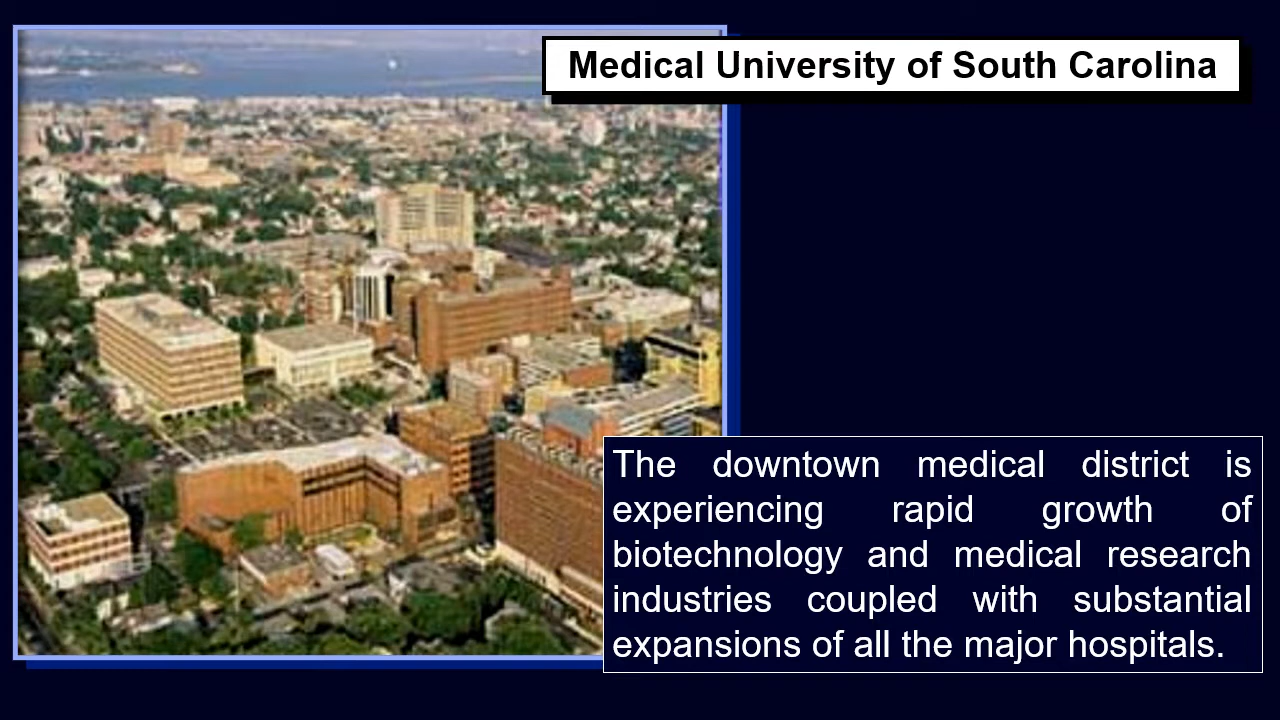 Medical University of South Carolina
The downtown medical district is
experiencing rapid growth of
biotechnology and medical research
industries coupled with substantial
expansions of all the major hospitals.